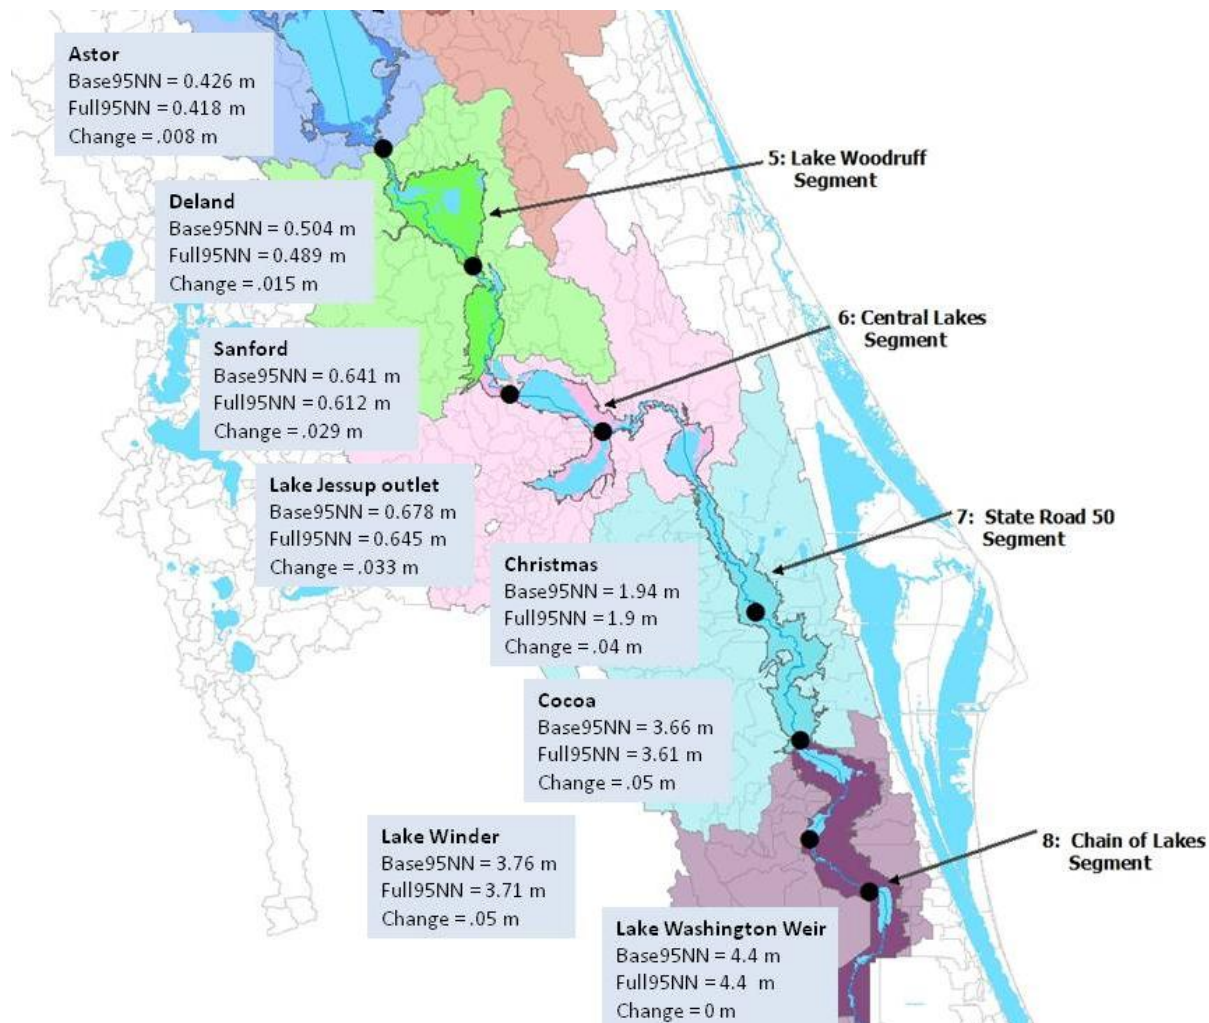 Astor
Base95NN = 0.426 m
Full95NN = 0.418 m
Change = .008 m
5: Lake Woodruff
Segment
Deland
Base95NN = 0.504 m
Full95NN = 0.489 m
Change = .015 m
6: Central Lakes
Segment
Sanford
Base95NN = 0.641 m
Full95NN = 0.612 m
Change = .029 m
Lake Jessup outlet
Base95NN = 0.678 m
Full95NN = 0.645 m
Change = .033 m
7: State Road 50
Segment
Christmas
Base95NN = 1.94 m
Full95NN = 1.9 m
Change = .04 m
Cocoa
Base95NN = 3.66 m
Full95NN = 3.61 m
Change = .05 m
Lake Winder
Base95NN = 3.76 m
Full95NN = 3.71 m
Change = .05 m
8: Chain of Lakes
Segment
Lake Washington Weir
Base95NN = 4.4 m
Full95NN = 4.4 m
Change = 0 m